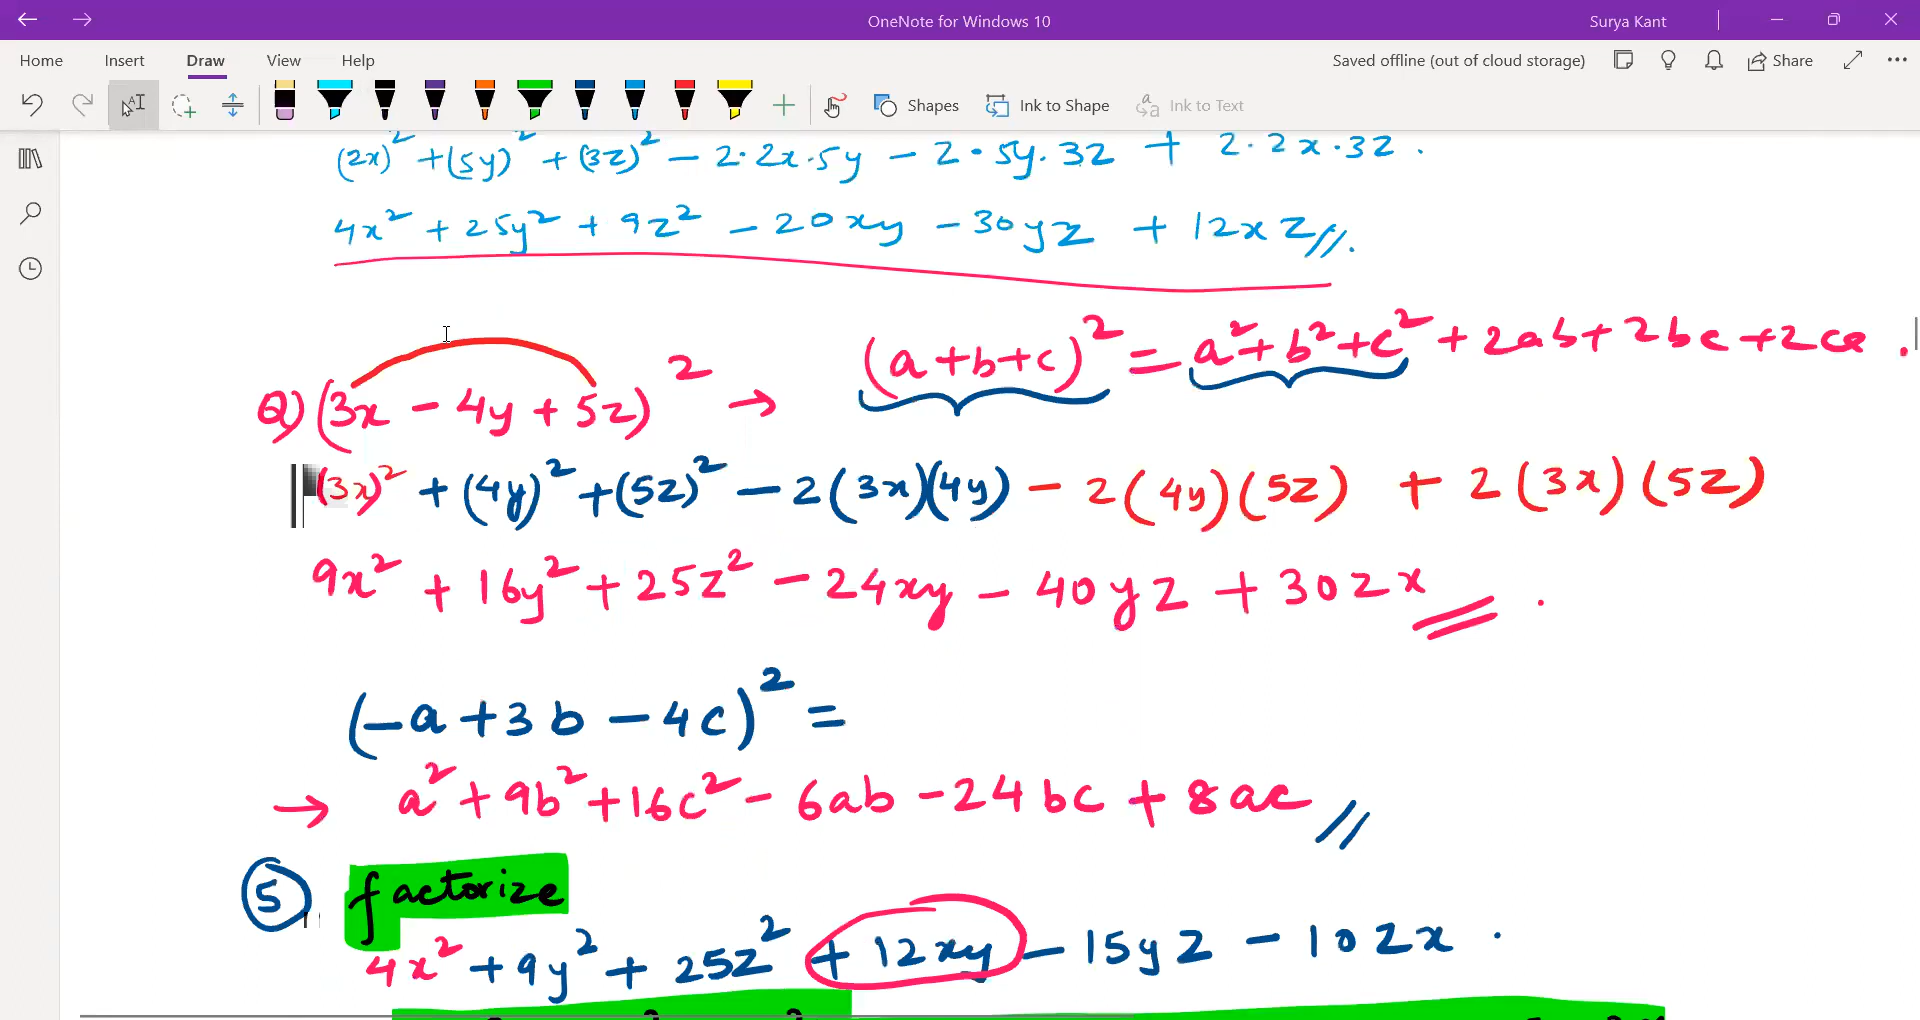 OneNote for Windows 10
Surya Kant
Home Insert Draw View Help
Saved offline (out of cloud storage)
Share
Shapes
Ink to Shape
Ink to Text
(2x)² + (5y)² + (3z)² - 2·2x·5y - 2·5y·3z + 2·2x·3z.
4x² + 25y² + 9z² - 20xy - 30yz + 12xz //.
Q) (3x - 4y + 5z)² → (a+b+c)² = a²+b²+c²+2ab+2bc+2ca.
(3x)² + (4y)² + (5z)² - 2(3x)(4y) - 2(4y)(5z) + 2(3x)(5z)
9x² + 16y² + 25z² - 24xy - 40yz + 30zx
(-a+3b-4c)² =
→ a² + 9b² + 16c² - 6ab - 24bc + 8ac //
5 factorize
4x² + 9y² + 25z² + 12xy - 15yz - 10zx.